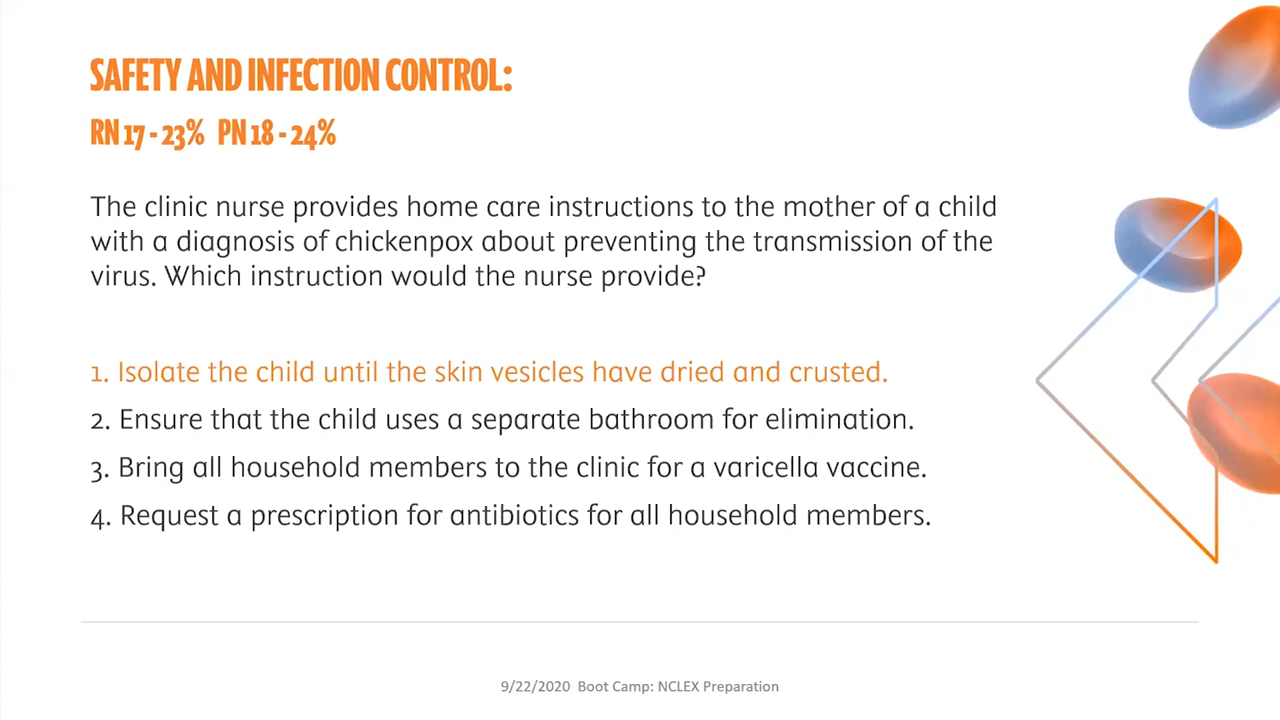 SAFETY AND INFECTION CONTROL:
RN 17 - 23% PN 18 - 24%
The clinic nurse provides home care instructions to the mother of a child
with a diagnosis of chickenpox about preventing the transmission of the
virus. Which instruction would the nurse provide?
1. Isolate the child until the skin vesicles have dried and crusted.
2. Ensure that the child uses a separate bathroom for elimination.
3. Bring all household members to the clinic for a varicella vaccine.
4. Request a prescription for antibiotics for all household members.
9/22/2020 Boot Camp: NCLEX Preparation